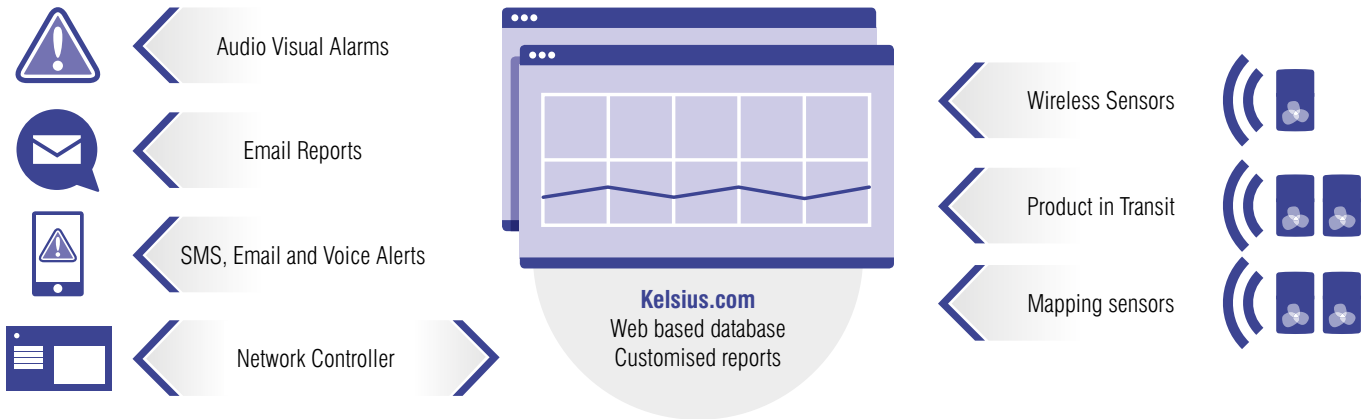 Audio Visual Alarms
Email Reports
SMS, Email and Voice Alerts
Network Controller
Kelsius.com
Web based database
Customised reports
Wireless Sensors
Product in Transit
Mapping sensors